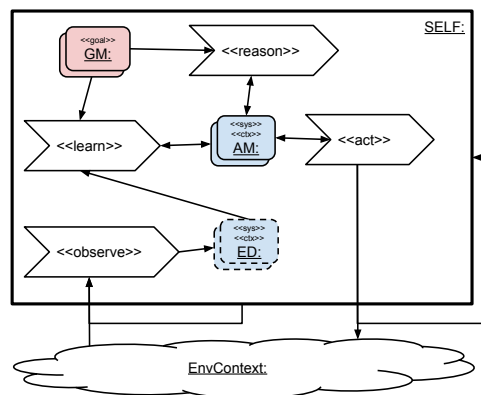 SELF:
<<goal>>
GM:
<<reason>>
<<learn>>
<<sys>>
<<ctx>>
AM:
<<act>>
<<observe>>
<<sys>>
<<ctx>>
ED:
EnvContext: